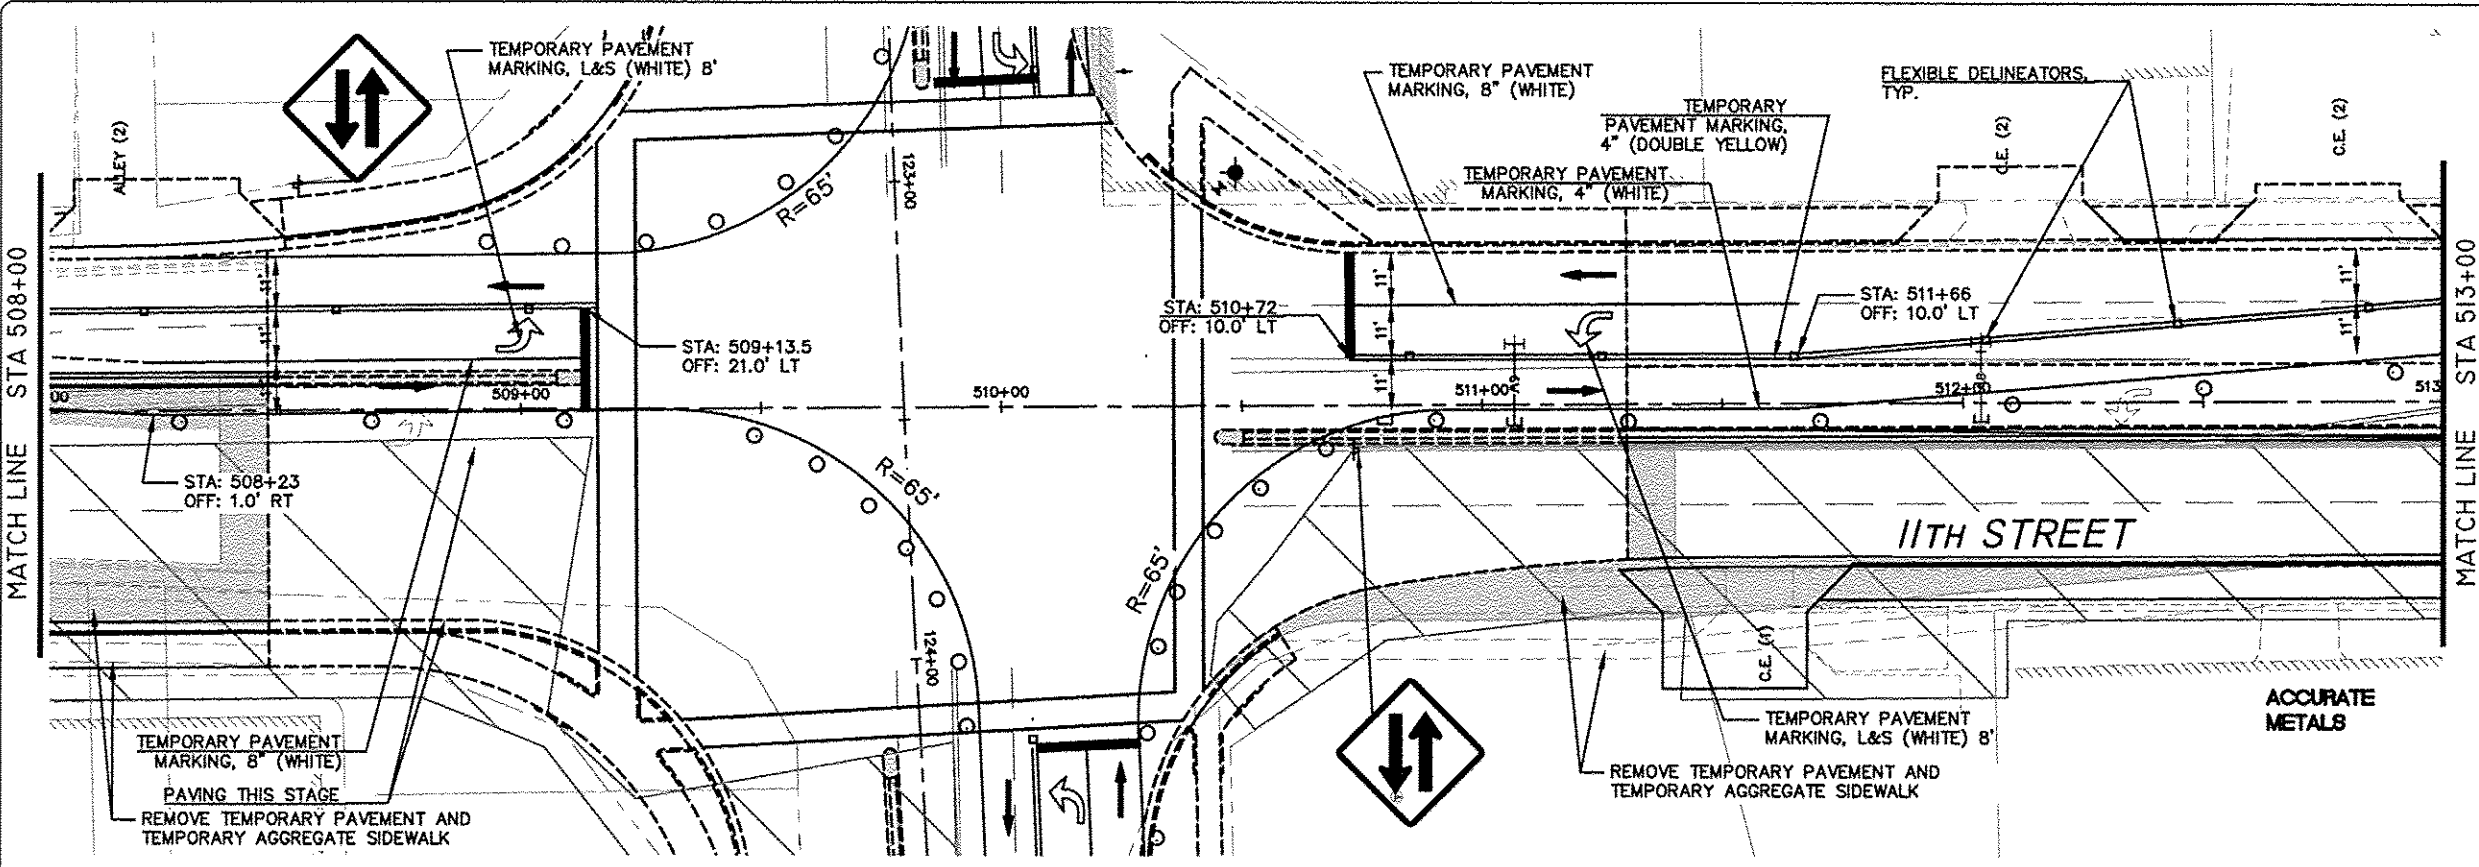 TEMPORARY PAVEMENT
MARKING, L&S (WHITE) 8'
TEMPORARY PAVEMENT
MARKING, 8" (WHITE)
TEMPORARY
PAVEMENT MARKING,
4" (DOUBLE YELLOW)
TEMPORARY PAVEMENT
MARKING, 4" (WHITE)
FLEXIBLE DELINEATORS,
TYP.
ALLEY (2)
C.E. (2)
C.E. (2)
123+00
R=65'
MATCH LINE STA 508+00
MATCH LINE STA 513+00
11'
11'
11'
11'
11'
11'
11'
11'
STA: 509+13.5
OFF: 21.0' LT
STA: 510+72
OFF: 10.0' LT
STA: 511+66
OFF: 10.0' LT
00
509+00
510+00
511+00
512+00
513
STA: 508+23
OFF: 1.0' RT
R=65'
R=65'
124+00
11TH STREET
C.E. (1)
ACCURATE
METALS
TEMPORARY PAVEMENT
MARKING, 8" (WHITE)
PAVING THIS STAGE
REMOVE TEMPORARY PAVEMENT AND
TEMPORARY AGGREGATE SIDEWALK
TEMPORARY PAVEMENT
MARKING, L&S (WHITE) 8'
REMOVE TEMPORARY PAVEMENT AND
TEMPORARY AGGREGATE SIDEWALK